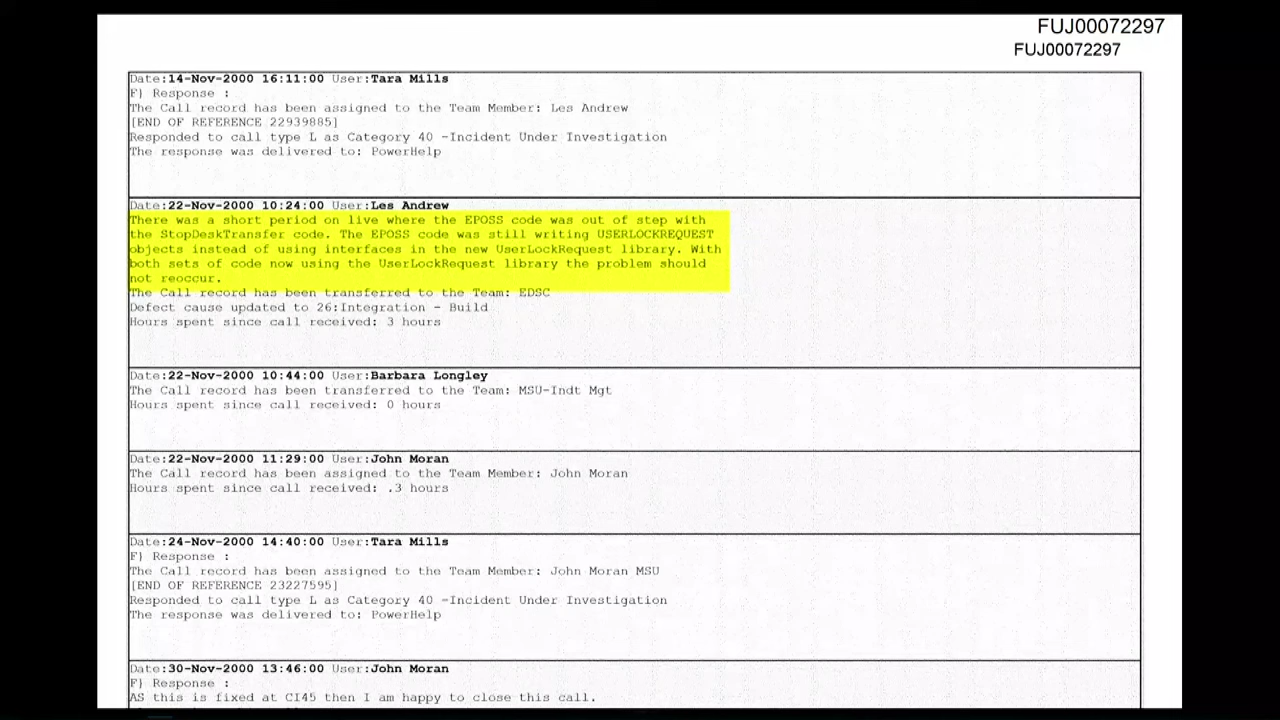 FUJ00072297
FUJ00072297
Date:14-Nov-2000 16:11:00 User:Tara Mills
F} Response :
The Call record has been assigned to the Team Member: Les Andrew
[END OF REFERENCE 22939885]
Responded to call type L as Category 40 -Incident Under Investigation
The response was delivered to: PowerHelp
Date:22-Nov-2000 10:24:00 User:Les Andrew
There was a short period on live where the EPOSS code was out of step with
the StopDeskTransfer code. The EPOSS code was still writing USERLOCKREQUEST
objects instead of using interfaces in the new UserLockRequest library. With
both sets of code now using the UserLockRequest library the problem should
not reoccur.
The Call record has been transferred to the Team: EDSC
Defect cause updated to 26:Integration - Build
Hours spent since call received: 3 hours
Date:22-Nov-2000 10:44:00 User:Barbara Longley
The Call record has been transferred to the Team: MSU-Indt Mgt
Hours spent since call received: 0 hours
Date:22-Nov-2000 11:29:00 User:John Moran
The Call record has been assigned to the Team Member: John Moran
Hours spent since call received: .3 hours
Date:24-Nov-2000 14:40:00 User:Tara Mills
F} Response :
The Call record has been assigned to the Team Member: John Moran MSU
[END OF REFERENCE 23227595]
Responded to call type L as Category 40 -Incident Under Investigation
The response was delivered to: PowerHelp
Date:30-Nov-2000 13:46:00 User:John Moran
F} Response :
AS this is fixed at CI45 then I am happy to close this call.